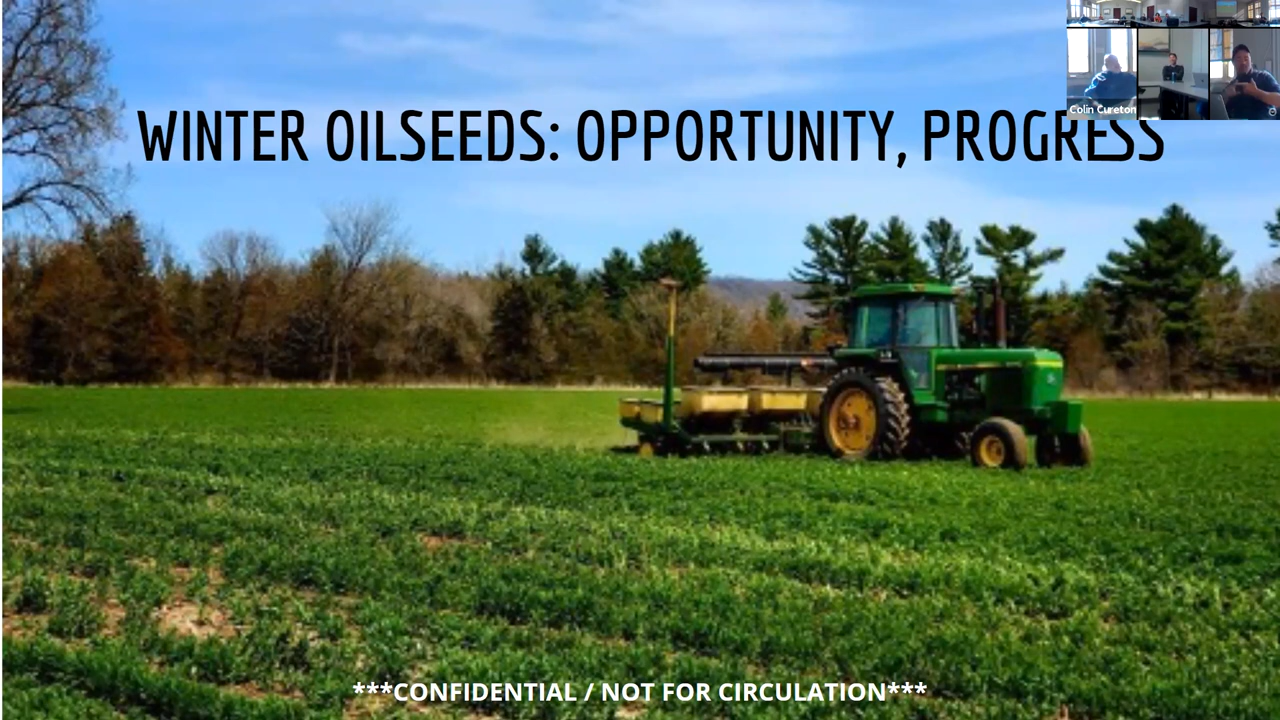 Colin Cureton
WINTER OILSEEDS: OPPORTUNITY, PROGRESS
***CONFIDENTIAL / NOT FOR CIRCULATION***